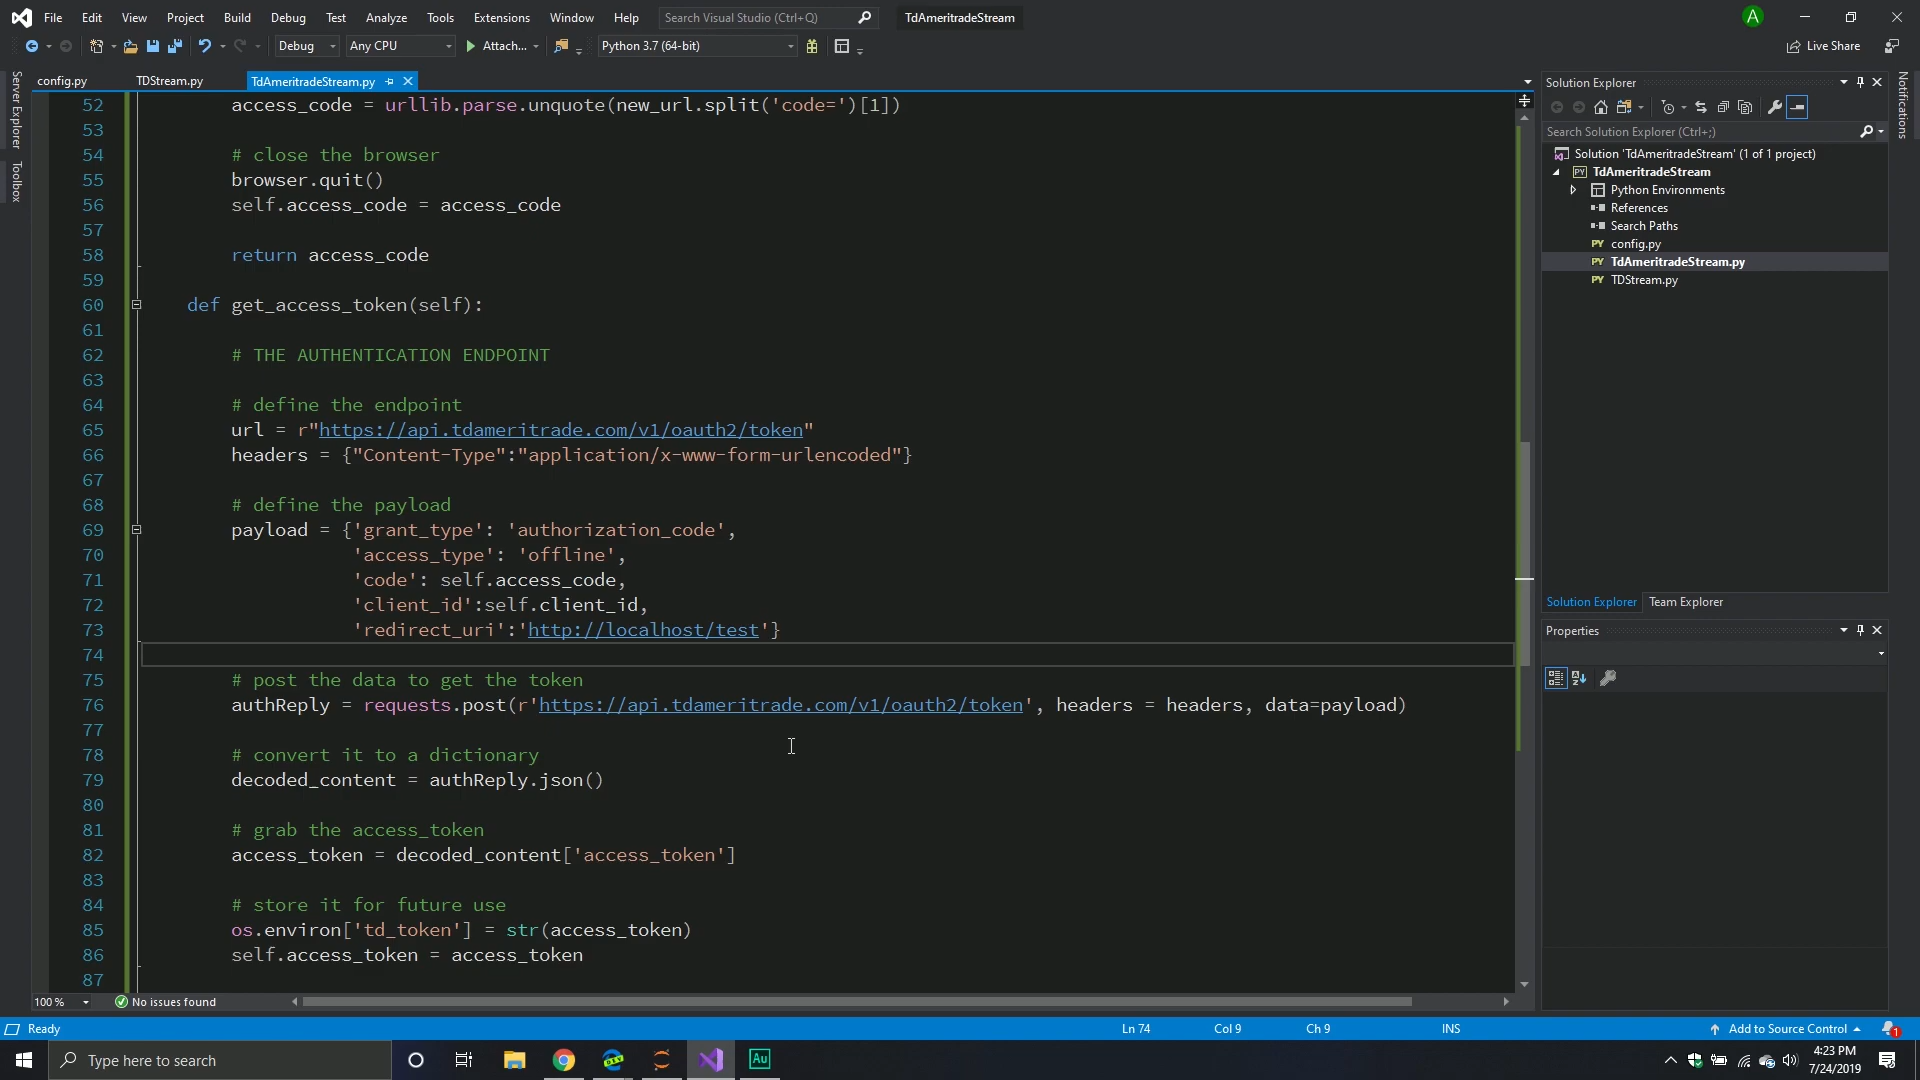 File Edit View Project Build Debug Test Analyze Tools Extensions Window Help Search Visual Studio (Ctrl+Q) TdAmeritradeStream A
Debug Any CPU Attach... Python 3.7 (64-bit) Live Share
config.py TDStream.py TdAmeritradeStream.py
Server Explorer
Toolbox
52 access_code = urllib.parse.unquote(new_url.split('code=')[1])
53
54 # close the browser
55 browser.quit()
56 self.access_code = access_code
57
58 return access_code
59
60 def get_access_token(self):
61
62 # THE AUTHENTICATION ENDPOINT
63
64 # define the endpoint
65 url = r"https://api.tdameritrade.com/v1/oauth2/token"
66 headers = {"Content-Type":"application/x-www-form-urlencoded"}
67
68 # define the payload
69 payload = {'grant_type': 'authorization_code',
70 'access_type': 'offline',
71 'code': self.access_code,
72 'client_id':self.client_id,
73 'redirect_uri':'http://localhost/test'}
74
75 # post the data to get the token
76 authReply = requests.post(r'https://api.tdameritrade.com/v1/oauth2/token', headers = headers, data=payload)
77
78 # convert it to a dictionary
79 decoded_content = authReply.json()
80
81 # grab the access_token
82 access_token = decoded_content['access_token']
83
84 # store it for future use
85 os.environ['td_token'] = str(access_token)
86 self.access_token = access_token
87
100 % No issues found
Solution Explorer
Search Solution Explorer (Ctrl+;)
Solution 'TdAmeritradeStream' (1 of 1 project)
PY TdAmeritradeStream
Python Environments
References
Search Paths
PY config.py
PY TdAmeritradeStream.py
PY TDStream.py
Solution Explorer Team Explorer
Properties
Notifications
Ready Ln 74 Col 9 Ch 9 INS Add to Source Control 1
Type here to search DEV Au 4:23 PM
7/24/2019